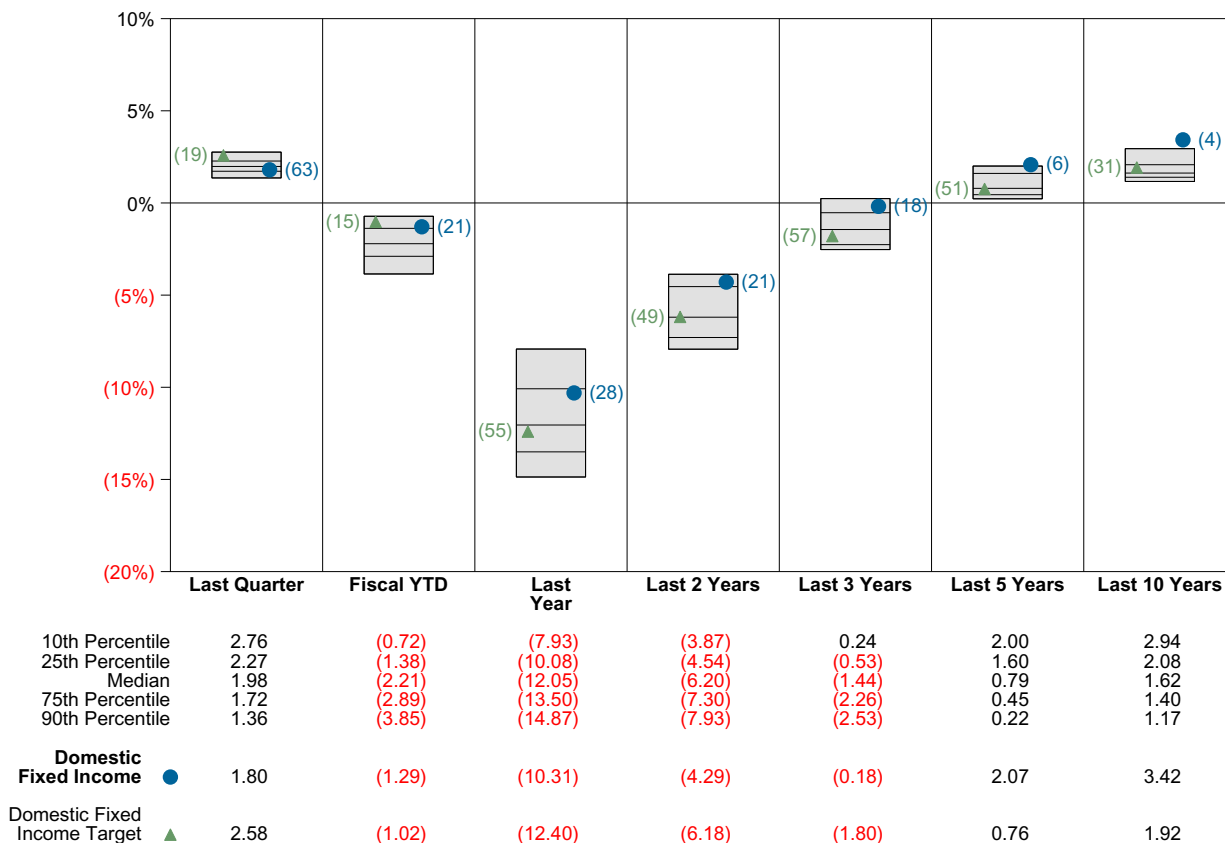 10%
5%
0%
(5%)
(10%)
(15%)
(20%)
(19)
(63)
(15)
(21)
(55)
(28)
(49)
(21)
(57)
(18)
(51)
(6)
(31)
(4)
Last Quarter Fiscal YTD Last Year Last 2 Years Last 3 Years Last 5 Years Last 10 Years
10th Percentile 2.76 (0.72) (7.93) (3.87) 0.24 2.00 2.94
25th Percentile 2.27 (1.38) (10.08) (4.54) (0.53) 1.60 2.08
Median 1.98 (2.21) (12.05) (6.20) (1.44) 0.79 1.62
75th Percentile 1.72 (2.89) (13.50) (7.30) (2.26) 0.45 1.40
90th Percentile 1.36 (3.85) (14.87) (7.93) (2.53) 0.22 1.17
Domestic
Fixed Income 1.80 (1.29) (10.31) (4.29) (0.18) 2.07 3.42
Domestic Fixed
Income Target 2.58 (1.02) (12.40) (6.18) (1.80) 0.76 1.92